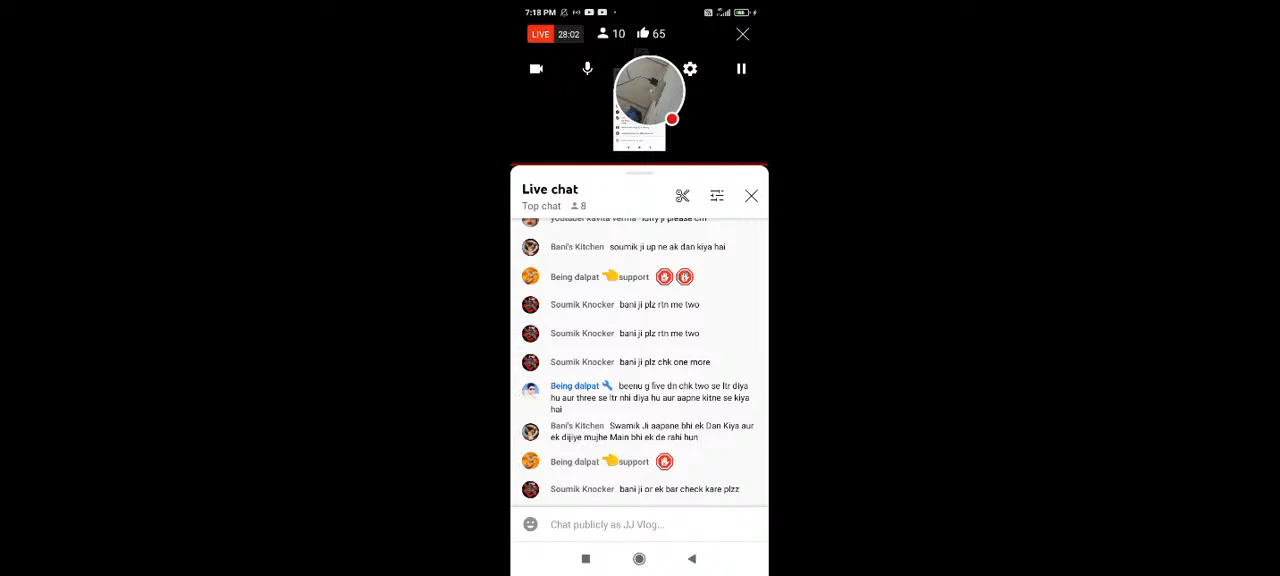 7:18 PM
LIVE 28:02 10 65
Live chat
Top chat 8
youtuber kavita verma
Bani's Kitchen soumik ji up ne ak dan kiya hai
Being dalpat 👈support
Soumik Knocker bani ji plz rtn me two
Soumik Knocker bani ji plz rtn me two
Soumik Knocker bani ji plz chk one more
Being dalpat beenu g five dn chk two se ltr diya
hu aur three se ltr nhi diya hu aur aapne kitne se kiya
hai
Bani's Kitchen Swamik Ji aapane bhi ek Dan Kiya aur
ek dijiye mujhe Main bhi ek de rahi hun
Being dalpat 👈support
Soumik Knocker bani ji or ek bar check kare plzz
Chat publicly as JJ Vlog...